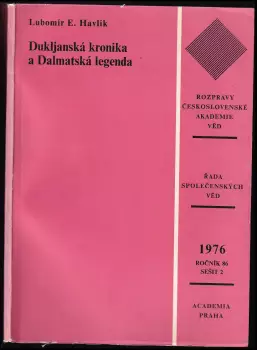 Lubomír E. Havlík
Dukljanská kronika
a Dalmatská legenda
ROZPRAVY
ČESKOSLOVENSKÉ
AKADEMIE
VĚD
ŘADA
SPOLEČENSKÝCH
VĚD
1976
ROČNÍK 86
SEŠIT 2
ACADEMIA
PRAHA